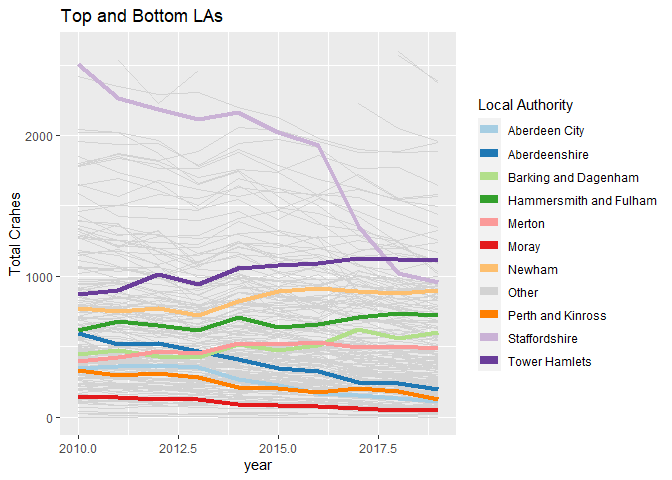 Top and Bottom LAs
Total Crahes
2000
1000
0
2010.0
2012.5
2015.0
2017.5
year
Local Authority
Aberdeen City
Aberdeenshire
Barking and Dagenham
Hammersmith and Fulham
Merton
Moray
Newham
Other
Perth and Kinross
Staffordshire
Tower Hamlets